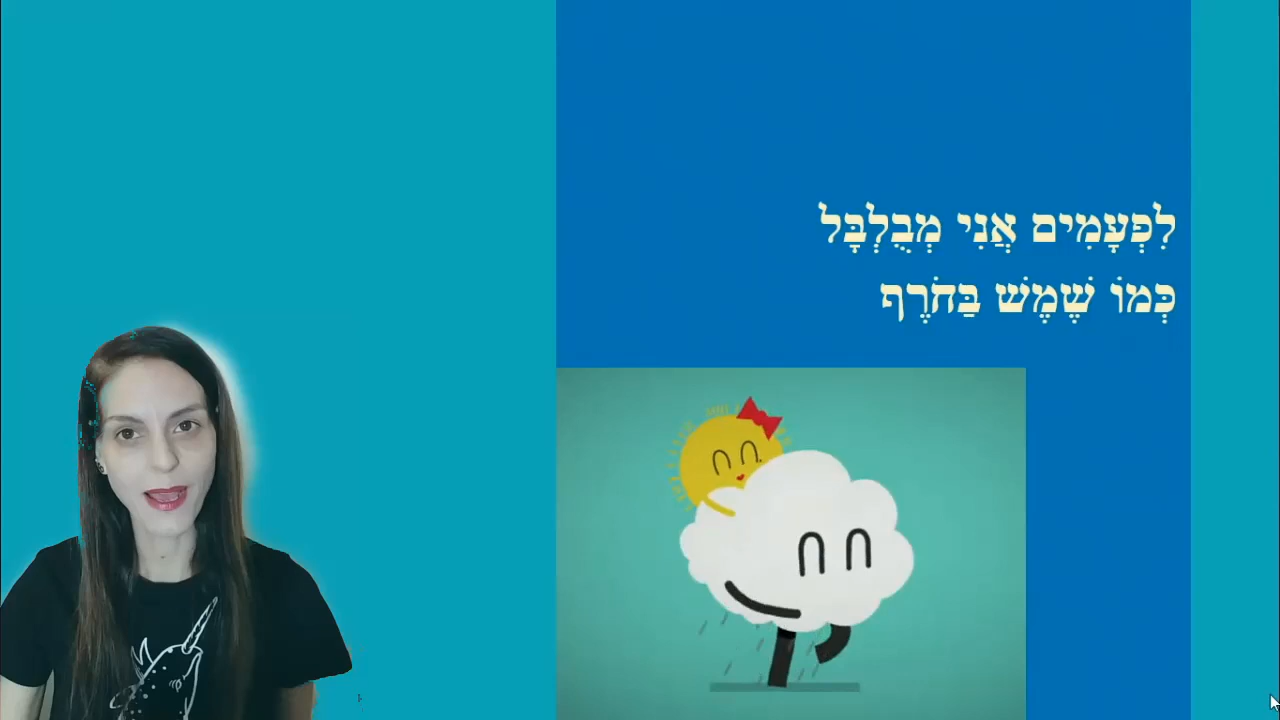 לִפְּעָמִים אֲנִי מְבֻלְבָּל
כְּמוֹ שֶׁמֶשׁ בַּחֹרֶף